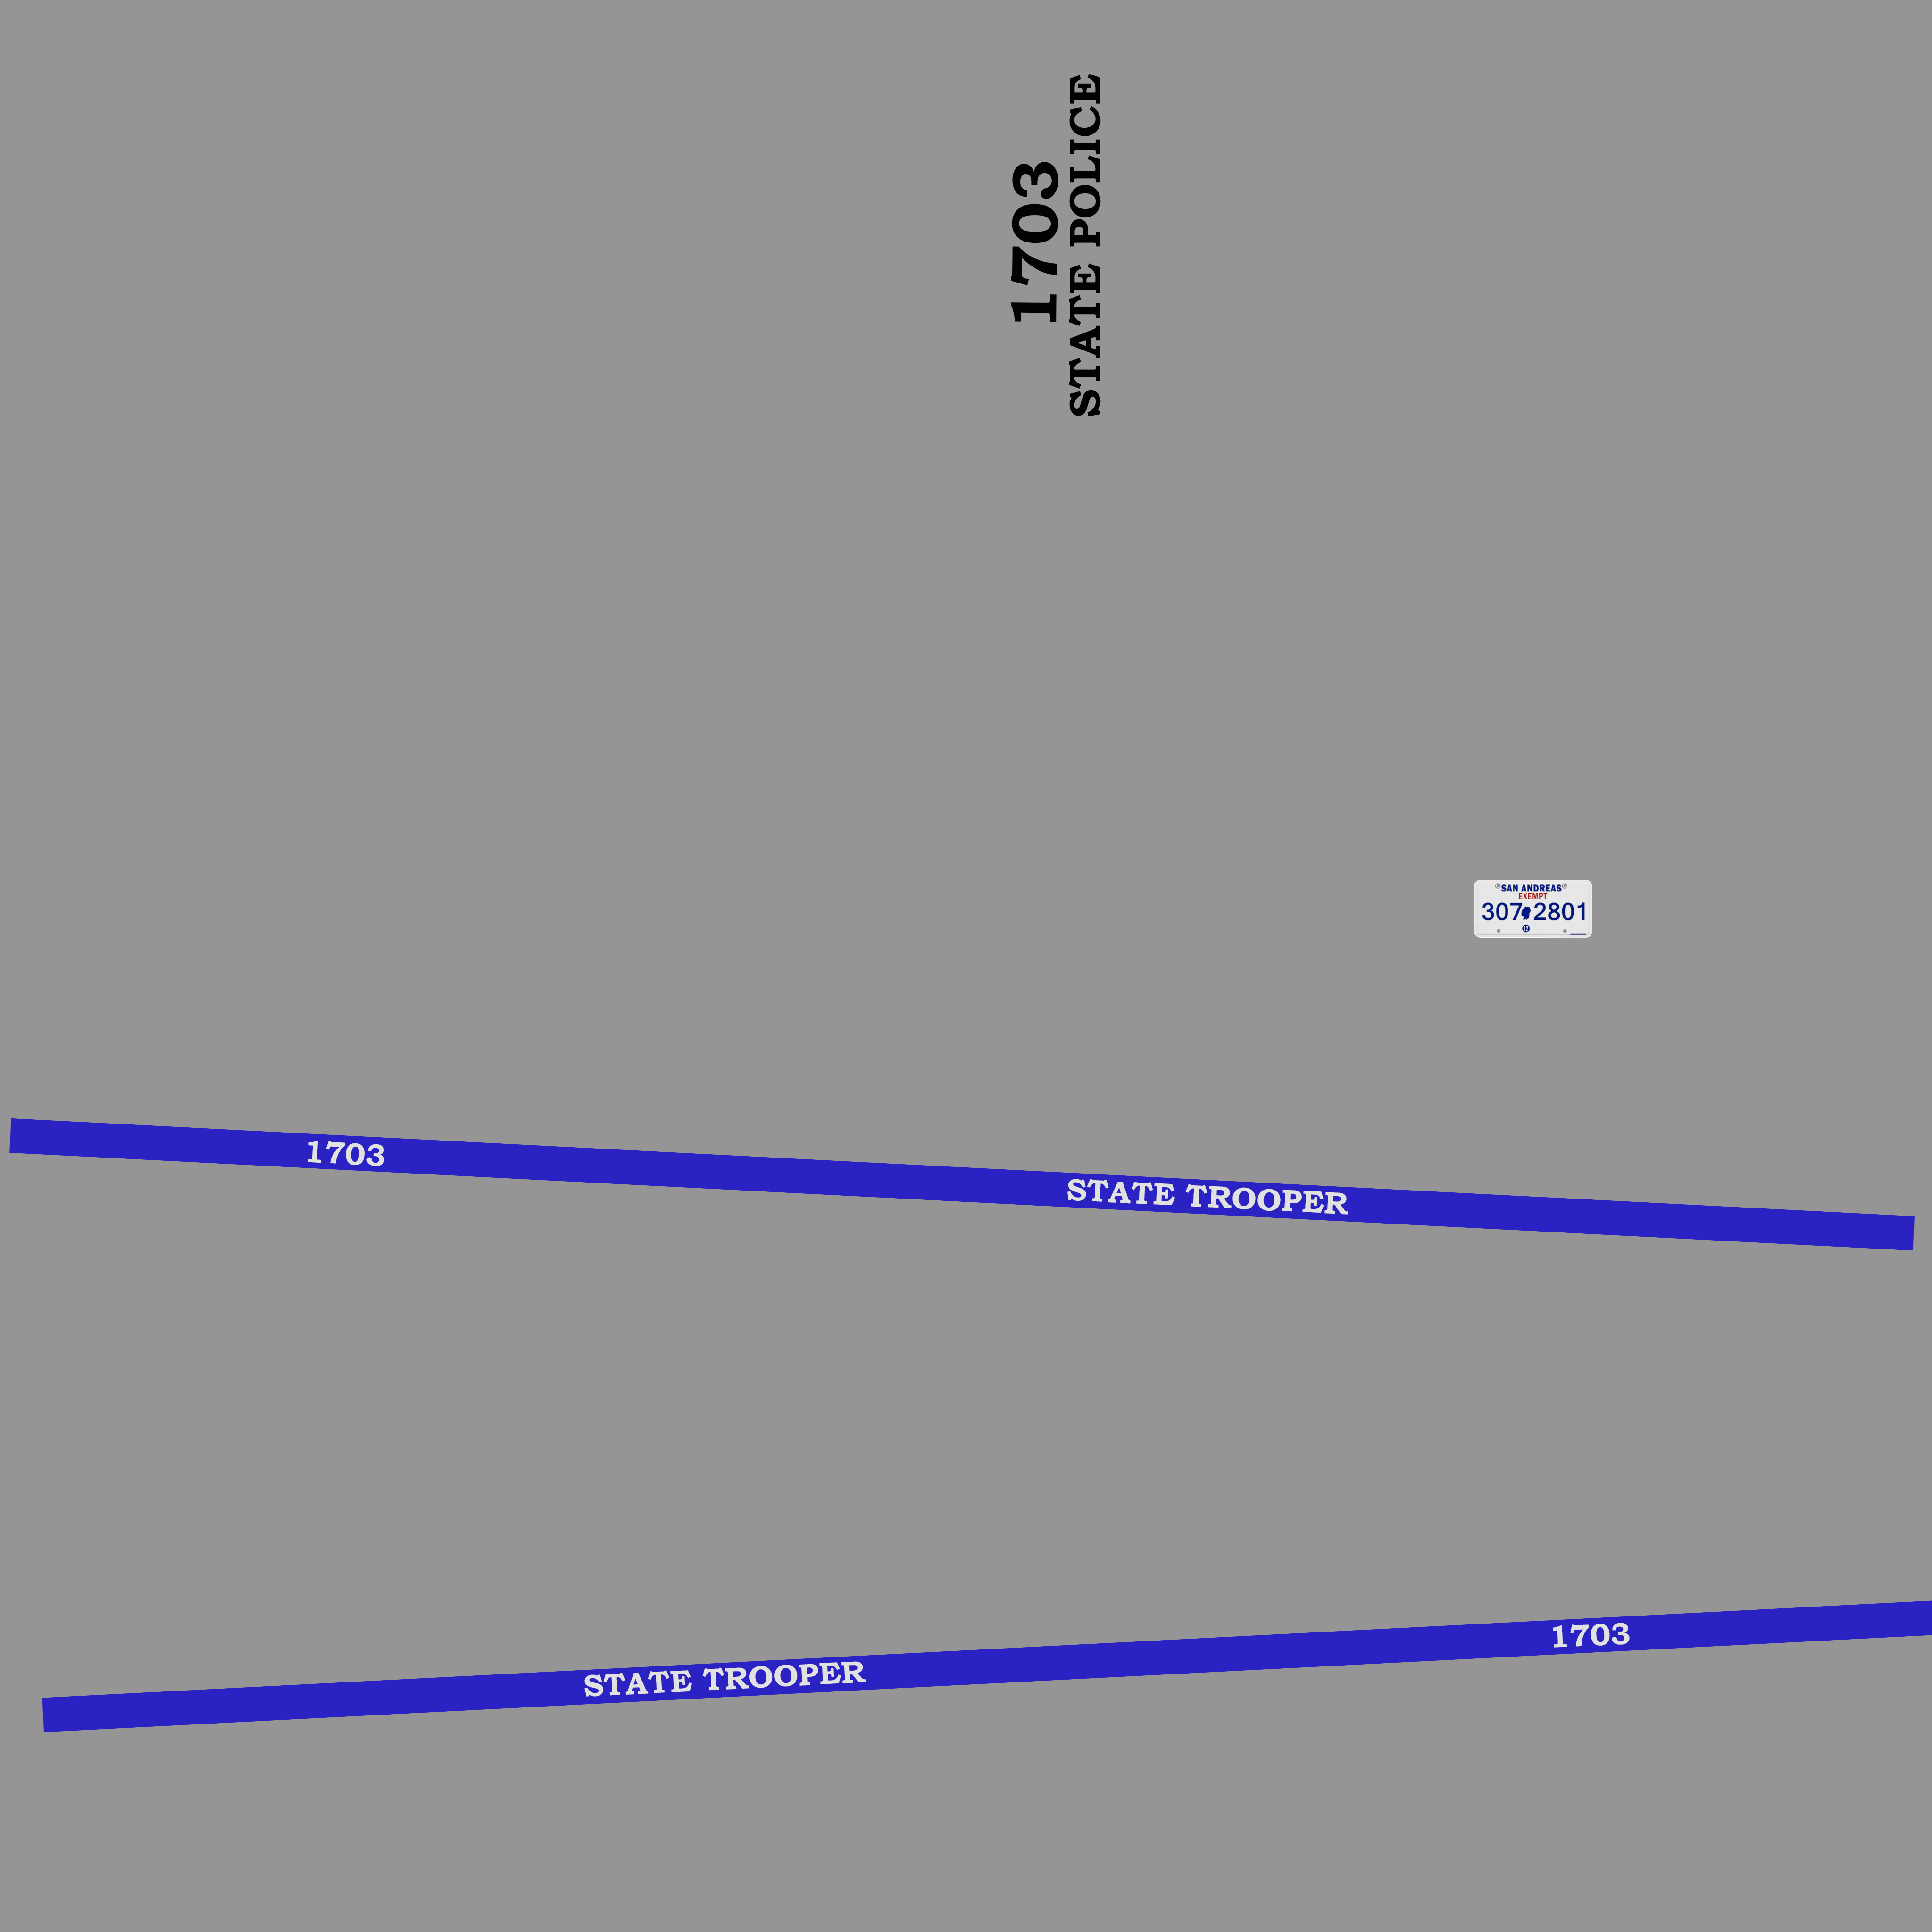 1703
STATE POLICE
SAN ANDREAS
EXEMPT
307 2801
1703
STATE TROOPER
STATE TROOPER
1703